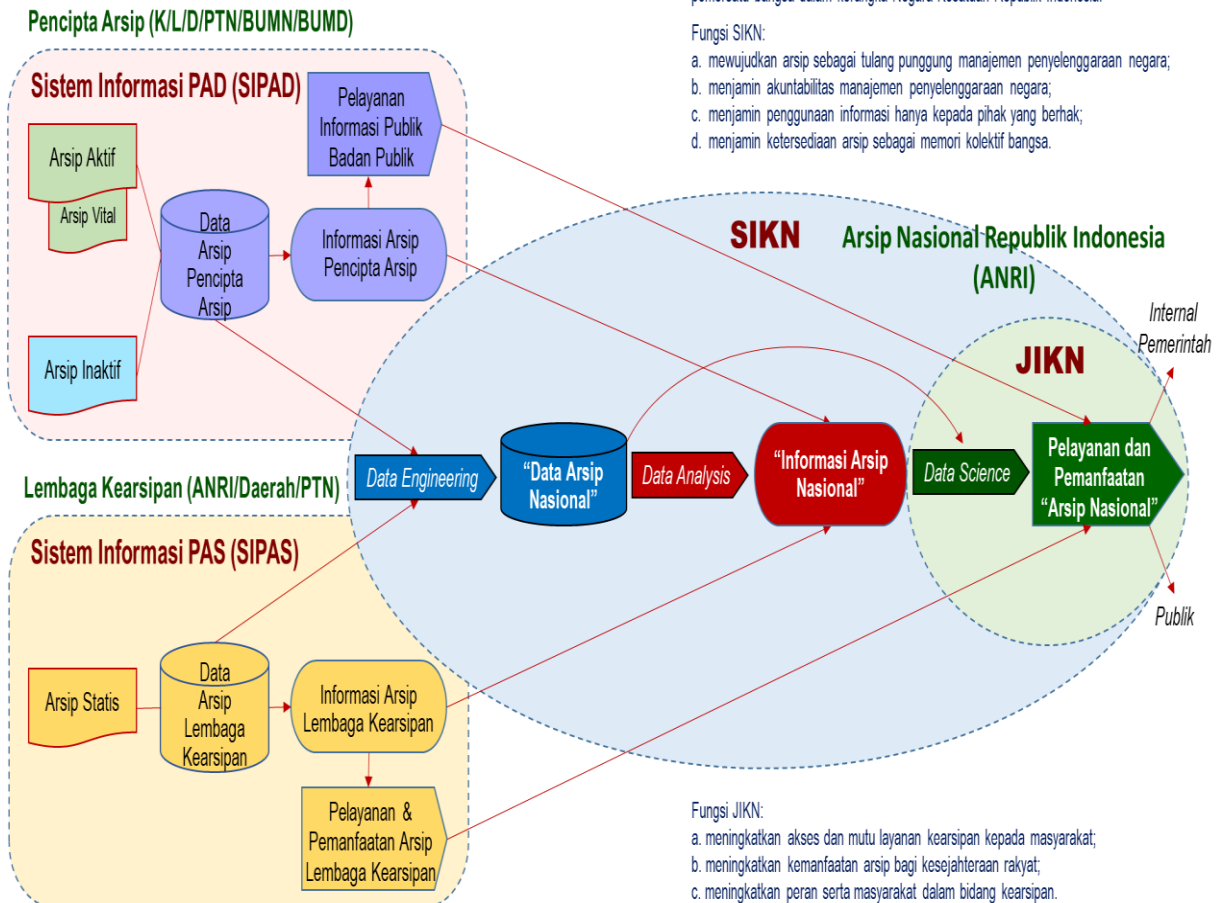 Pencipta Arsip (K/L/D/PTN/BUMN/BUMD)
Sistem Informasi PAD (SIPAD)
Arsip Aktif
Arsip Vital
Arsip Inaktif
Data
Arsip
Pencipta
Arsip
Pelayanan
Informasi Publik
Badan Publik
Informasi Arsip
Pencipta Arsip
Fungsi SIKN:
a. mewujudkan arsip sebagai tulang punggung manajemen penyelenggaraan negara;
b. menjamin akuntabilitas manajemen penyelenggaraan negara;
c. menjamin penggunaan informasi hanya kepada pihak yang berhak;
d. menjamin ketersediaan arsip sebagai memori kolektif bangsa.
SIKN
Arsip Nasional Republik Indonesia
(ANRI)
JIKN
Internal
Pemerintah
Data Engineering
“Data Arsip
Nasional”
Data Analysis
“Informasi Arsip
Nasional”
Data Science
Pelayanan dan
Pemanfaatan
“Arsip Nasional”
Publik
Lembaga Kearsipan (ANRI/Daerah/PTN)
Sistem Informasi PAS (SIPAS)
Arsip Statis
Data
Arsip
Lembaga
Kearsipan
Informasi Arsip
Lembaga Kearsipan
Pelayanan &
Pemanfaatan Arsip
Lembaga Kearsipan
Fungsi JIKN:
a. meningkatkan akses dan mutu layanan kearsipan kepada masyarakat;
b. meningkatkan kemanfaatan arsip bagi kesejahteraan rakyat;
c. meningkatkan peran serta masyarakat dalam bidang kearsipan.